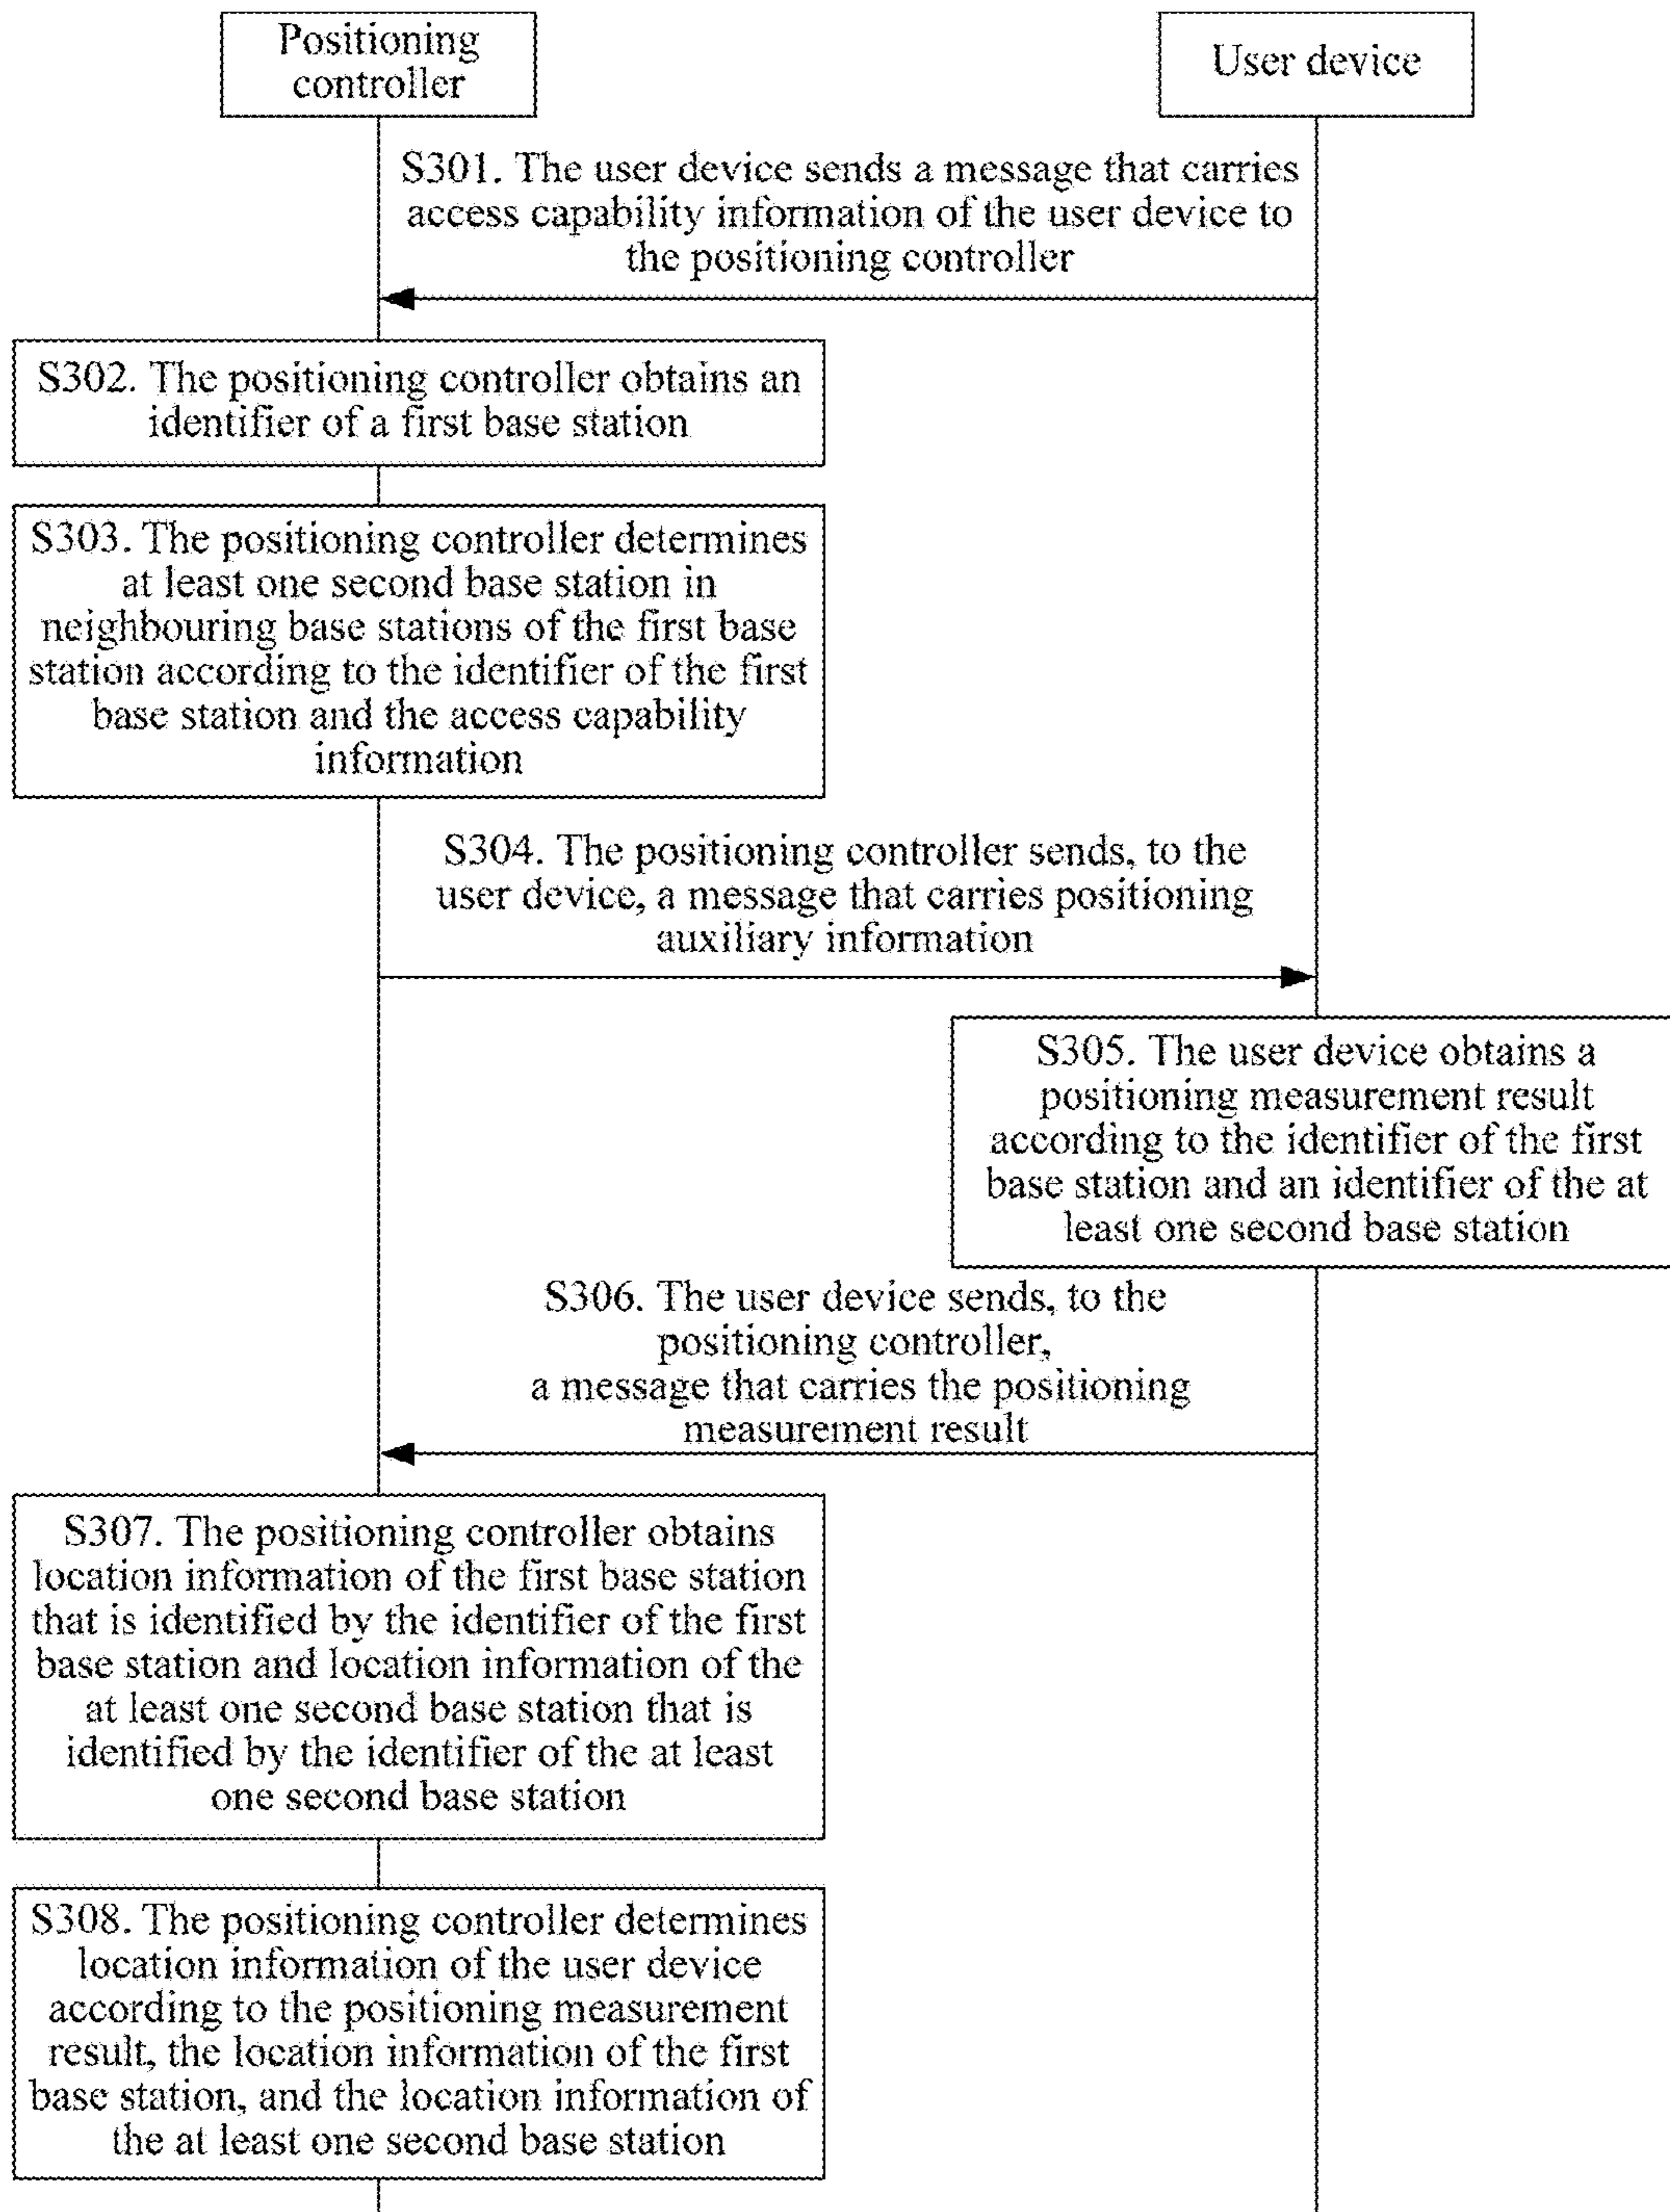 Positioning
controller
User device
S301. The user device sends a message that carries
access capability information of the user device to
the positioning controller
S302. The positioning controller obtains an
identifier of a first base station
S303. The positioning controller determines
at least one second base station in
neighbouring base stations of the first base
station according to the identifier of the first
base station and the access capability
information
S304. The positioning controller sends, to the
user device, a message that carries positioning
auxiliary information
S305. The user device obtains a
positioning measurement result
according to the identifier of the first
base station and an identifier of the at
least one second base station
S306. The user device sends, to the
positioning controller,
a message that carries the positioning
measurement result
S307. The positioning controller obtains
location information of the first base station
that is identified by the identifier of the first
base station and location information of the
at least one second base station that is
identified by the identifier of the at least
one second base station
S308. The positioning controller determines
location information of the user device
according to the positioning measurement
result, the location information of the first
base station, and the location information of
the at least one second base station